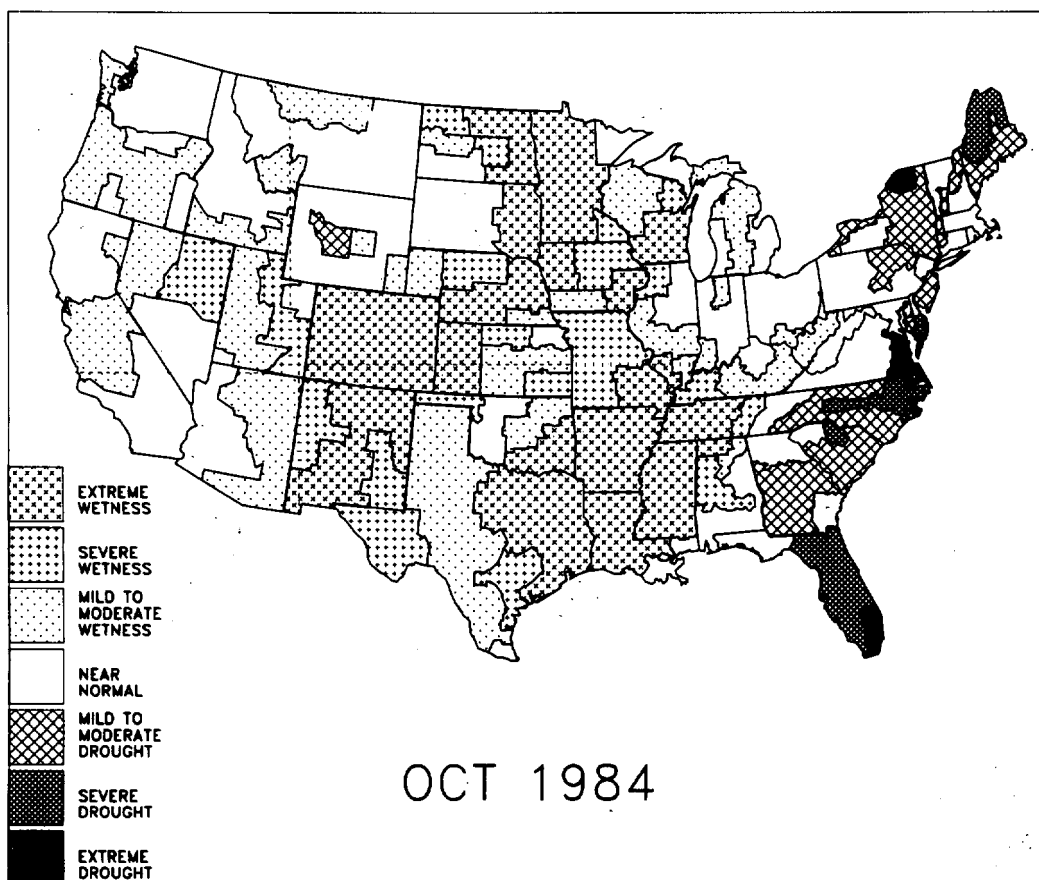 EXTREME
WETNESS
SEVERE
WETNESS
MILD TO
MODERATE
WETNESS
NEAR
NORMAL
MILD TO
MODERATE
DROUGHT
SEVERE
DROUGHT
EXTREME
DROUGHT
OCT 1984